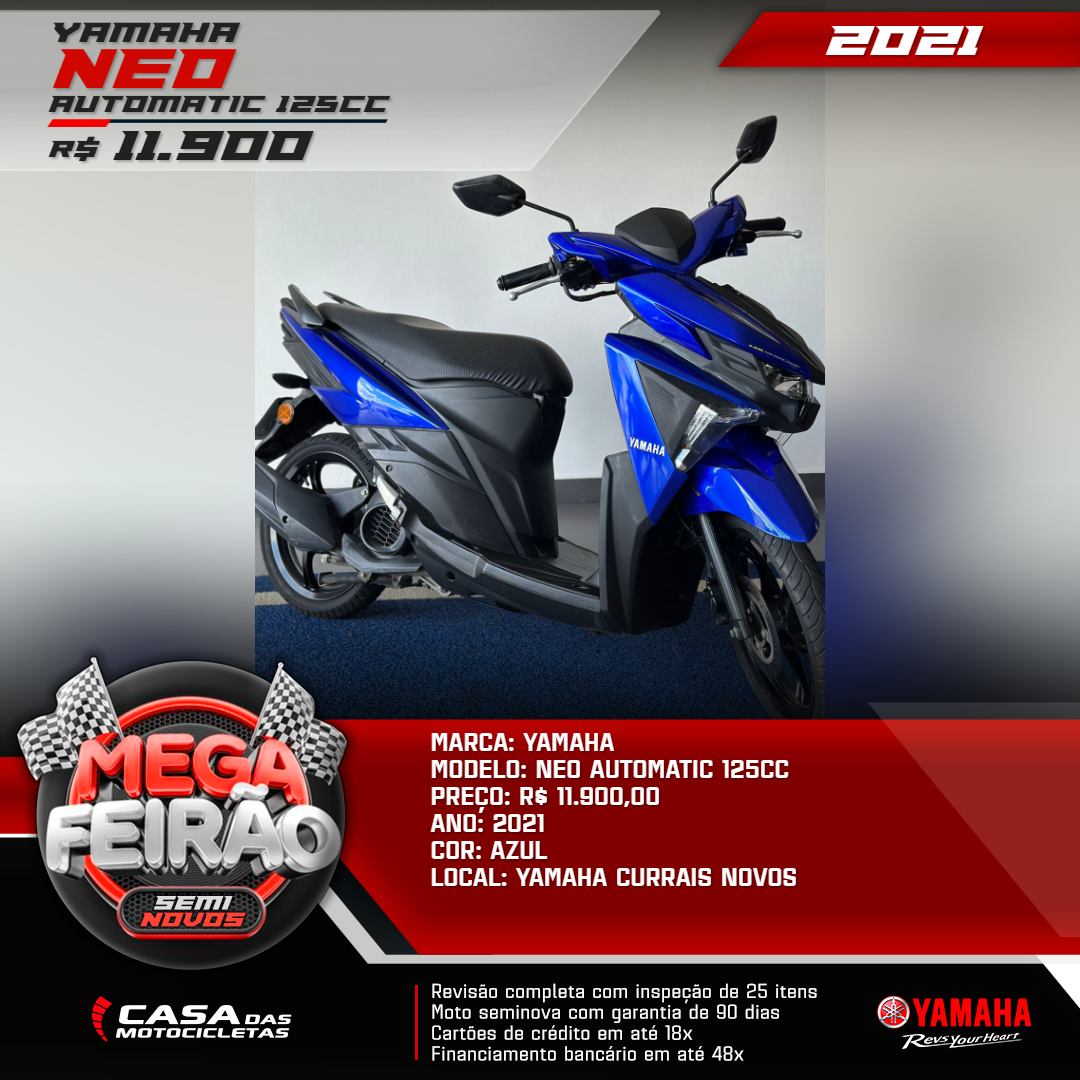 YAMAHA
NEO
AUTOMATIC 125CC
R$ 11.900
2021
YAMAHA
MEGA
FEIRÃO
SEMI
NOVOS
MARCA: YAMAHA
MODELO: NEO AUTOMATIC 125CC
PREÇO: R$ 11.900,00
ANO: 2021
COR: AZUL
LOCAL: YAMAHA CURRAIS NOVOS
CASA DAS
MOTOCICLETAS
Revisão completa com inspeção de 25 itens
Moto seminova com garantia de 90 dias
Cartões de crédito em até 18x
Financiamento bancário em até 48x
YAMAHA
Revs Your Heart